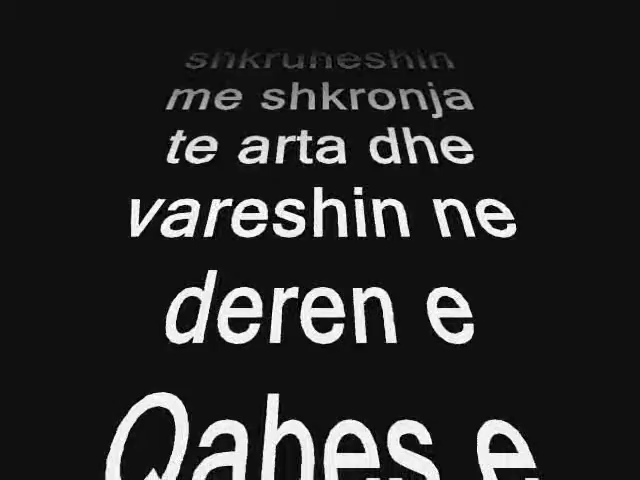 shkruheshin
me shkronja
te arta dhe
vareshin ne
deren e
Qabes e